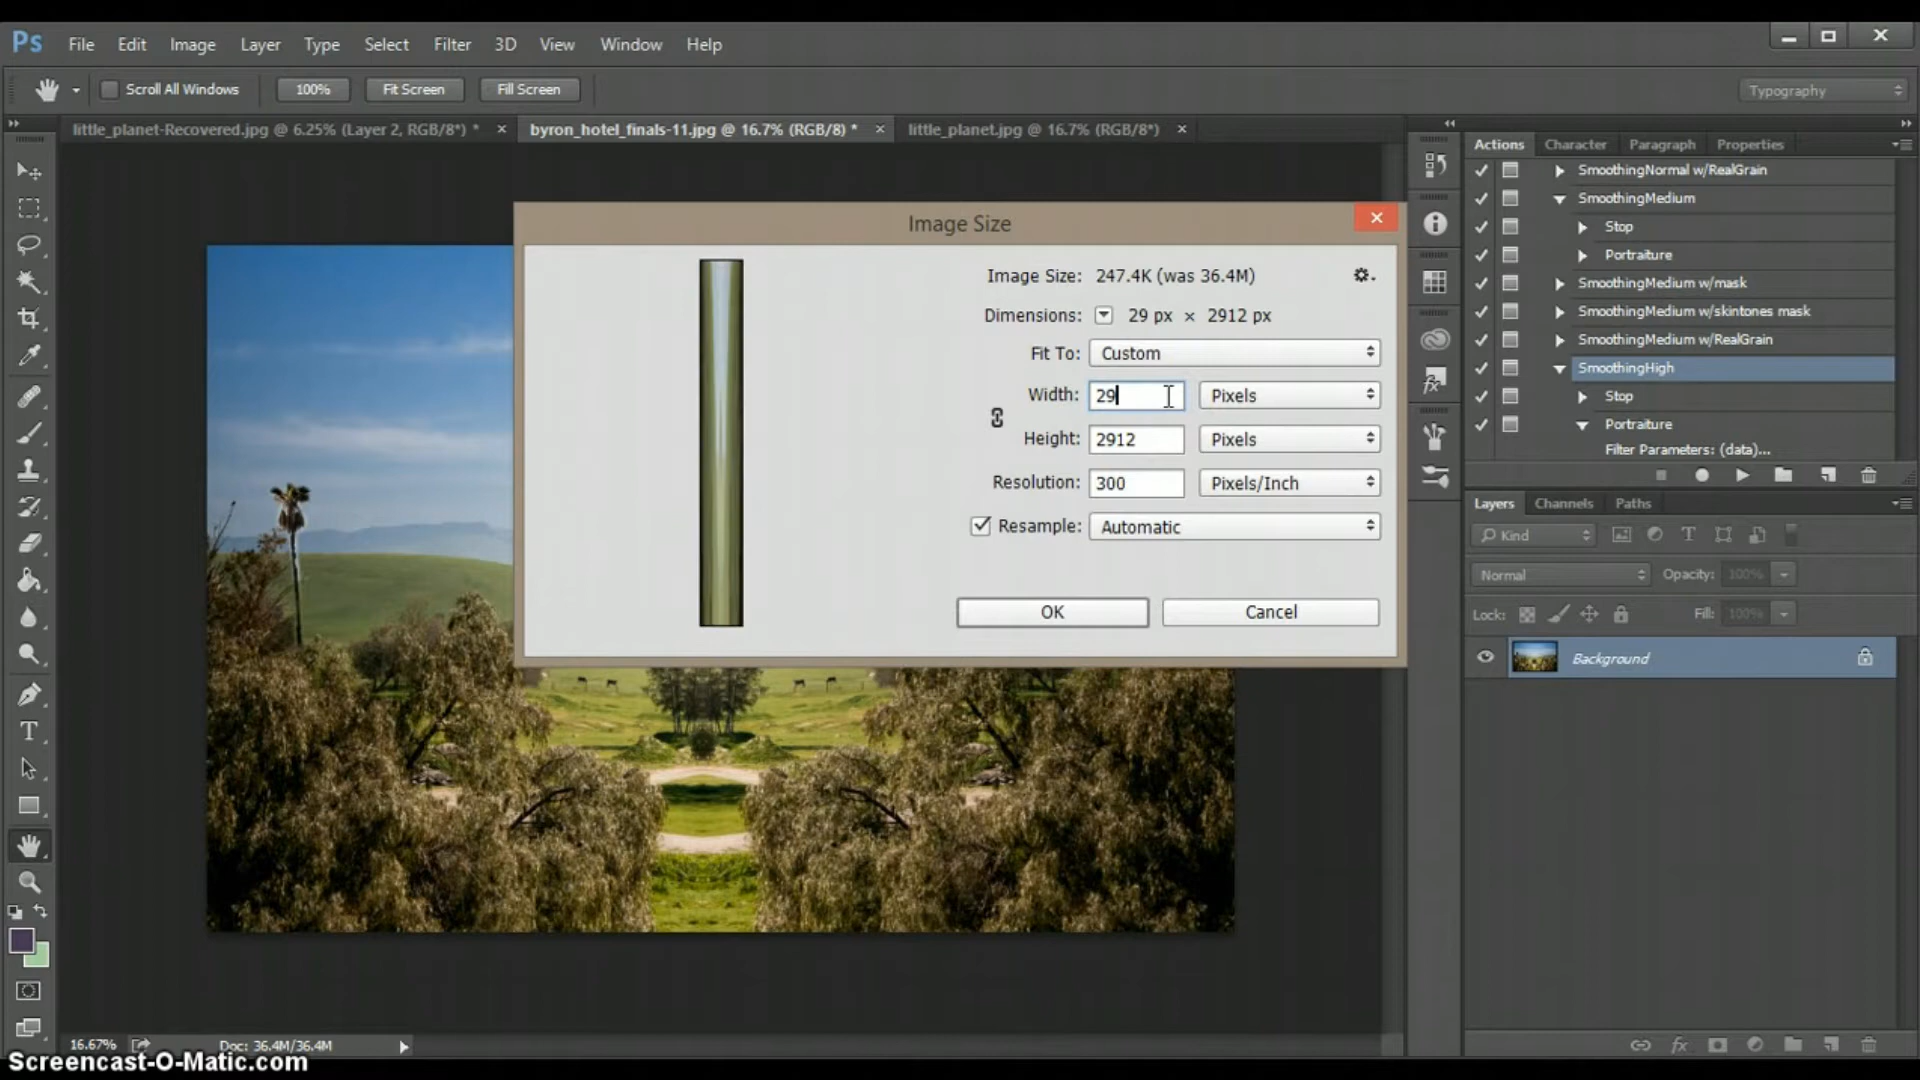 Ps File Edit Image Layer Type Select Filter 3D View Window Help
Scroll All Windows 100% Fit Screen Fill Screen Typography
little_planet-Recovered.jpg @ 6.25% (Layer 2, RGB/8*) * × byron_hotel_finals-11.jpg @ 16.7% (RGB/8) * × little_planet.jpg @ 16.7% (RGB/8*) ×
Image Size
Image Size: 247.4K (was 36.4M)
Dimensions: 29 px × 2912 px
Fit To: Custom
Width: 29 Pixels
Height: 2912 Pixels
Resolution: 300 Pixels/Inch
Resample: Automatic
OK Cancel
Actions Character Paragraph Properties
SmoothingNormal w/RealGrain
SmoothingMedium
Stop
Portraiture
SmoothingMedium w/mask
SmoothingMedium w/skintones mask
SmoothingMedium w/RealGrain
SmoothingHigh
Stop
Portraiture
Filter Parameters: (data)...
Layers Channels Paths
Kind
Normal Opacity: 100%
Lock: Fill: 100%
Background
16.67% Doc: 36.4M/36.4M
Screencast-O-Matic.com